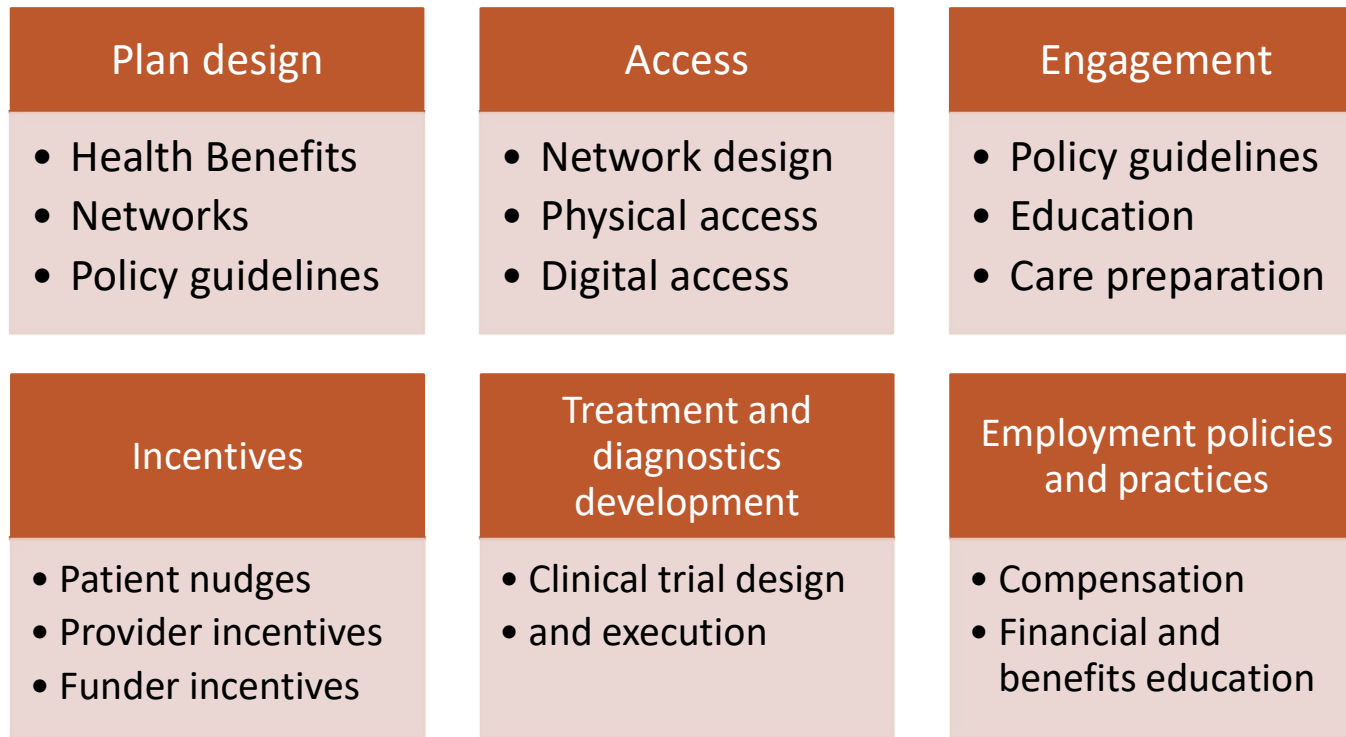 Plan design
• Health Benefits
• Networks
• Policy guidelines
Access
• Network design
• Physical access
• Digital access
Engagement
• Policy guidelines
• Education
• Care preparation
Incentives
• Patient nudges
• Provider incentives
• Funder incentives
Treatment and
diagnostics
development
• Clinical trial design
• and execution
Employment policies
and practices
• Compensation
• Financial and
benefits education